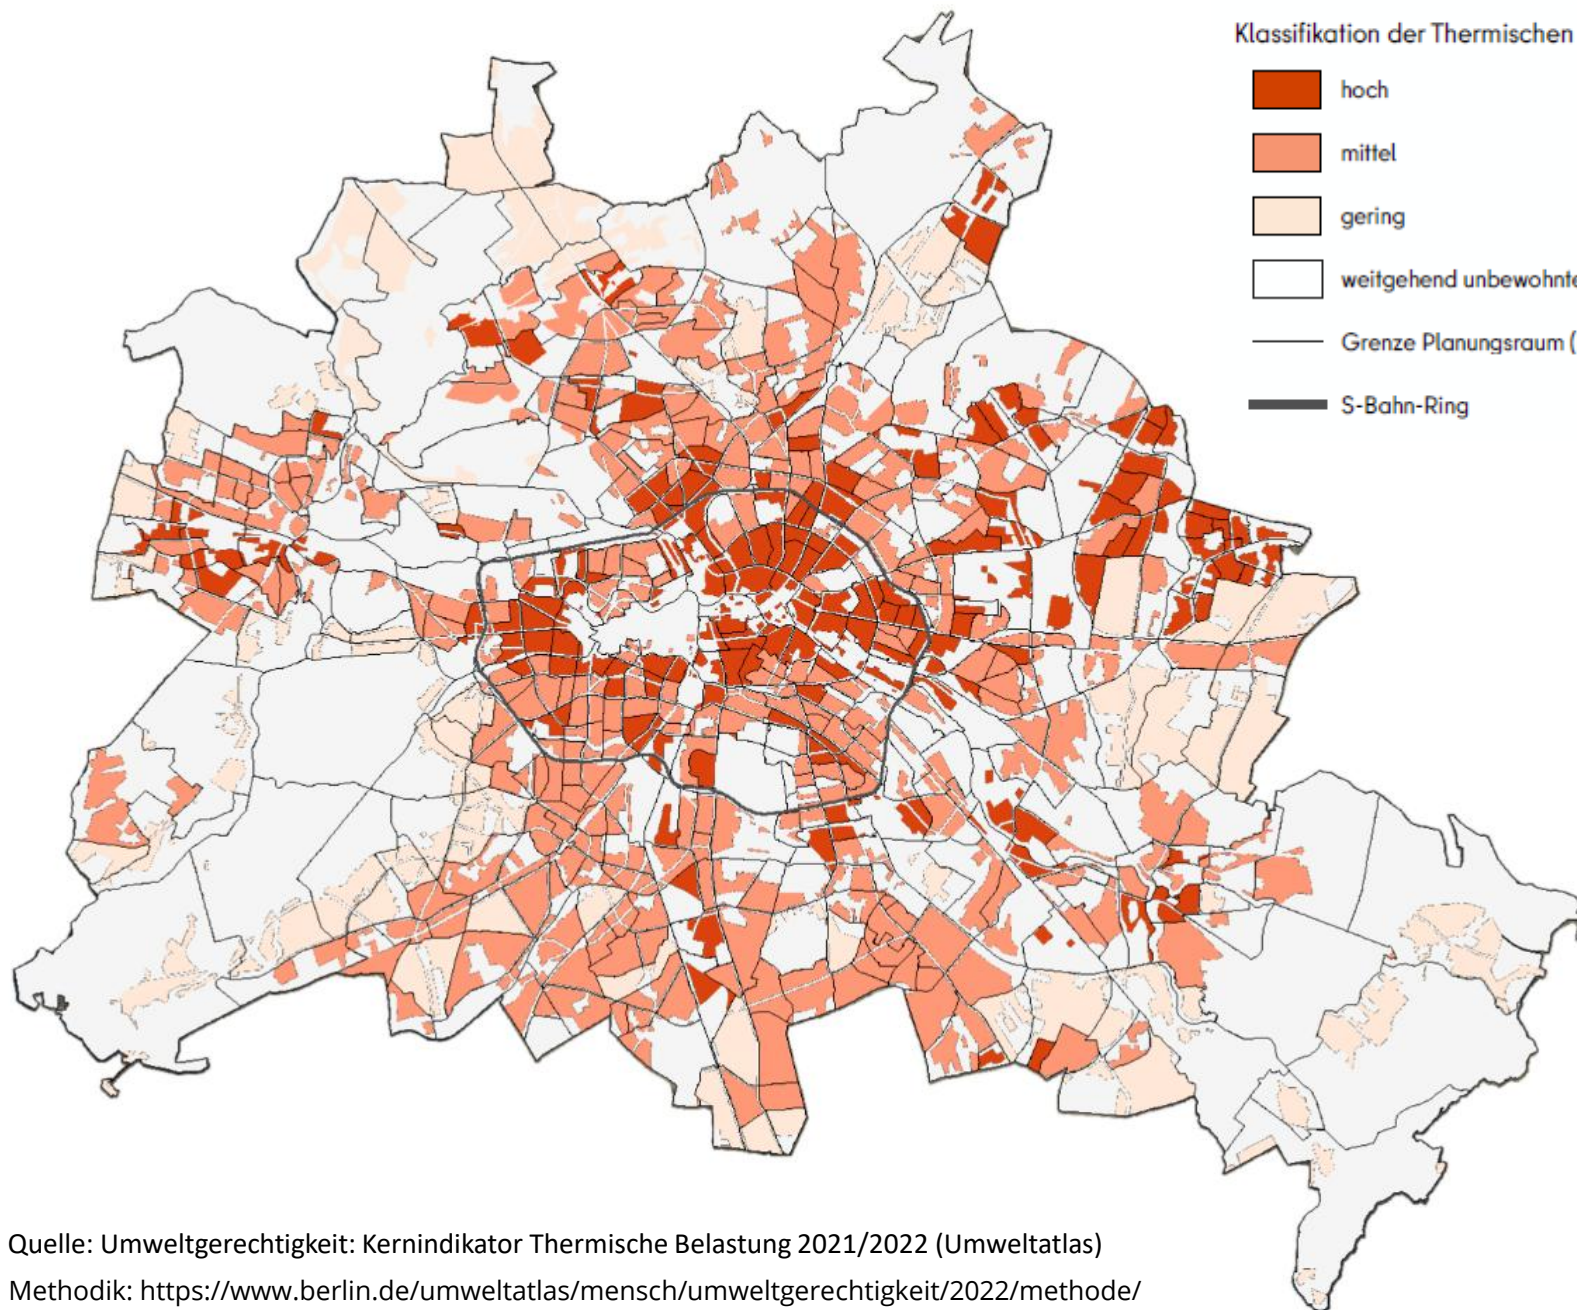 Klassifikation der Thermischen
hoch
mittel
gering
weitgehend unbewohnte
Grenze Planungsraum (
S-Bahn-Ring
Quelle: Umweltgerechtigkeit: Kernindikator Thermische Belastung 2021/2022 (Umweltatlas)
Methodik: https://www.berlin.de/umweltatlas/mensch/umweltgerechtigkeit/2022/methode/